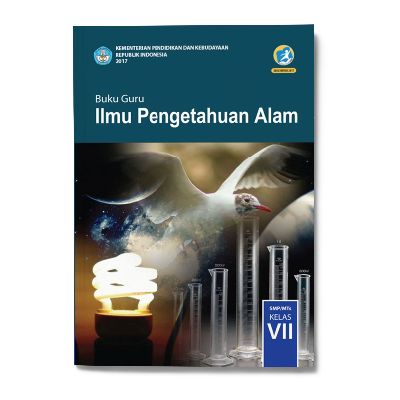 KEMENTERIAN PENDIDIKAN DAN KEBUDAYAAN
REPUBLIK INDONESIA
2017
Buku Guru
Ilmu Pengetahuan Alam
SMP/MTs
KELAS
VII